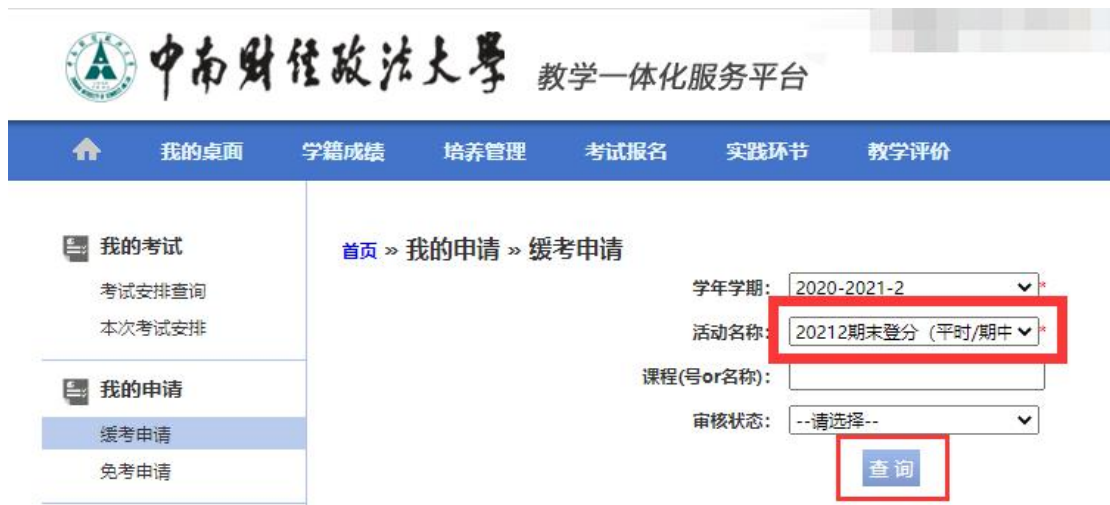 中南财经政法大學 教学一体化服务平台
我的桌面 学籍成绩 培养管理 考试报名 实践环节 教学评价
我的考试
考试安排查询
本次考试安排
我的申请
缓考申请
免考申请
首页 » 我的申请 » 缓考申请
学年学期： 2020-2021-2 *
活动名称： 20212期末登分（平时/期中 *
课程(号or名称)：
审核状态： --请选择--
查 询